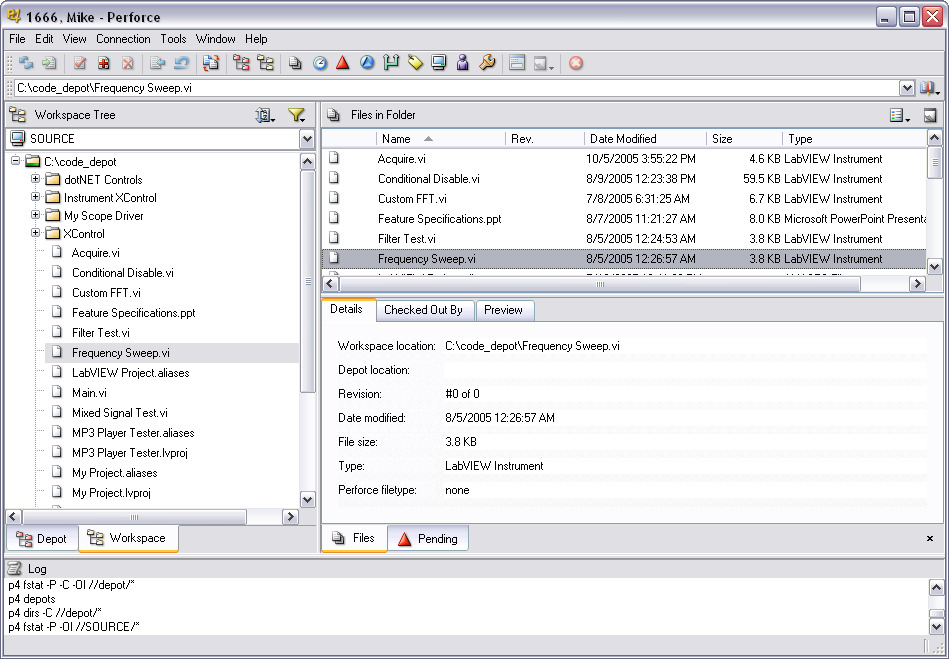 1666, Mike - Perforce
File Edit View Connection Tools Window Help
C:\code_depot\Frequency Sweep.vi
Workspace Tree
SOURCE
C:\code_depot
dotNET Controls
Instrument XControl
My Scope Driver
XControl
Acquire.vi
Conditional Disable.vi
Custom FFT.vi
Feature Specifications.ppt
Filter Test.vi
Frequency Sweep.vi
LabVIEW Project.aliases
Main.vi
Mixed Signal Test.vi
MP3 Player Tester.aliases
MP3 Player Tester.lvproj
My Project.aliases
My Project.lvproj
Depot Workspace
Files in Folder
Name Rev. Date Modified Size Type
Acquire.vi 10/5/2005 3:55:22 PM 4.6 KB LabVIEW Instrument
Conditional Disable.vi 8/9/2005 12:23:38 PM 59.5 KB LabVIEW Instrument
Custom FFT.vi 7/8/2005 6:31:25 AM 6.7 KB LabVIEW Instrument
Feature Specifications.ppt 8/7/2005 11:21:27 AM 8.0 KB Microsoft PowerPoint Presenta
Filter Test.vi 8/5/2005 12:24:53 AM 3.8 KB LabVIEW Instrument
Frequency Sweep.vi 8/5/2005 12:26:57 AM 3.8 KB LabVIEW Instrument
Details Checked Out By Preview
Workspace location: C:\code_depot\Frequency Sweep.vi
Depot location:
Revision: #0 of 0
Date modified: 8/5/2005 12:26:57 AM
File size: 3.8 KB
Type: LabVIEW Instrument
Perforce filetype: none
Files Pending
Log
p4 fstat -P -C -Ol //depot/*
p4 depots
p4 dirs -C //depot/*
p4 fstat -P -Ol //SOURCE/*